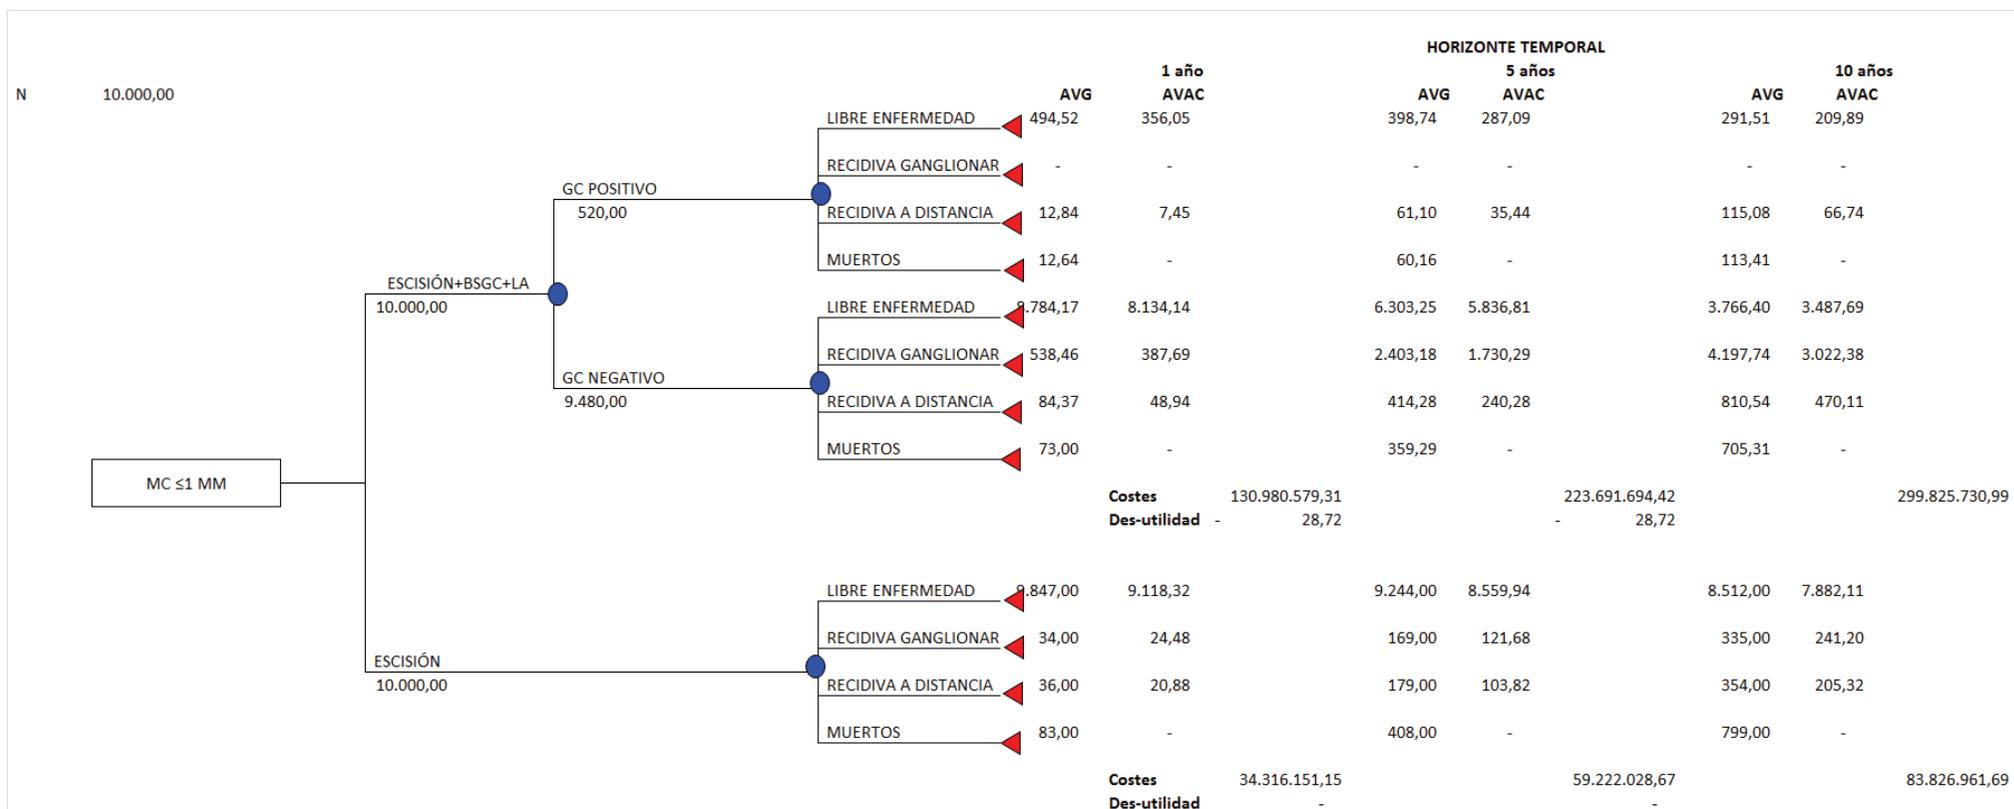 HORIZONTE TEMPORAL
1 año 5 años 10 años
N 10.000,00 AVG AVAC AVG AVAC AVG AVAC
LIBRE ENFERMEDAD 494,52 356,05 398,74 287,09 291,51 209,89
RECIDIVA GANGLIONAR - - - - - -
GC POSITIVO
520,00
RECIDIVA A DISTANCIA 12,84 7,45 61,10 35,44 115,08 66,74
MUERTOS 12,64 - 60,16 - 113,41 -
ESCISIÓN+BSGC+LA
10.000,00
LIBRE ENFERMEDAD .784,17 8.134,14 6.303,25 5.836,81 3.766,40 3.487,69
RECIDIVA GANGLIONAR 538,46 387,69 2.403,18 1.730,29 4.197,74 3.022,38
GC NEGATIVO
9.480,00
RECIDIVA A DISTANCIA 84,37 48,94 414,28 240,28 810,54 470,11
MUERTOS 73,00 - 359,29 - 705,31 -
MC ≤1 MM
Costes 130.980.579,31 223.691.694,42 299.825.730,99
Des-utilidad - 28,72 - 28,72
LIBRE ENFERMEDAD 9.847,00 9.118,32 9.244,00 8.559,94 8.512,00 7.882,11
RECIDIVA GANGLIONAR 34,00 24,48 169,00 121,68 335,00 241,20
ESCISIÓN
10.000,00
RECIDIVA A DISTANCIA 36,00 20,88 179,00 103,82 354,00 205,32
MUERTOS 83,00 - 408,00 - 799,00 -
Costes 34.316.151,15 59.222.028,67 83.826.961,69
Des-utilidad - -